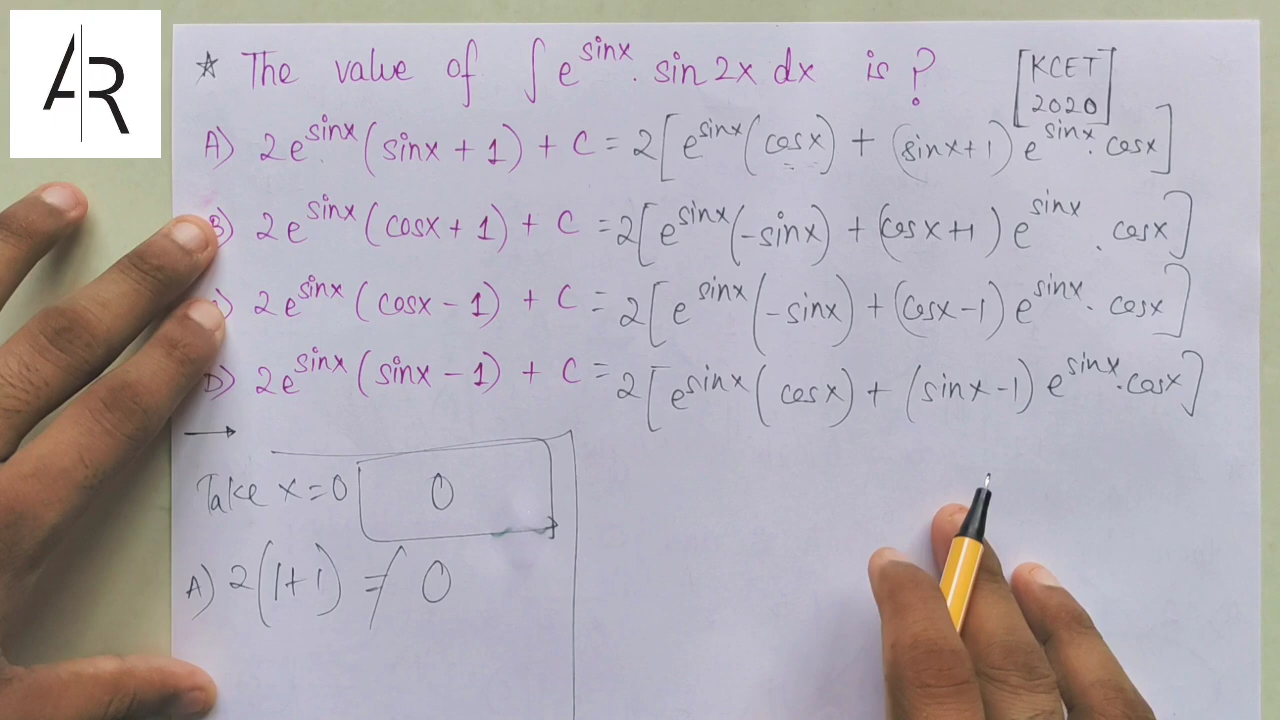 AR
☆ The value of ∫ e^sinx . sin 2x dx is ?
[KCET 2020]
A) 2e^sinx (sinx + 1) + C = 2[e^sinx (cosx) + (sinx+1) e^sinx . cosx]
B) 2e^sinx (cosx + 1) + C = 2[e^sinx (-sinx) + (cosx+1) e^sinx . cosx]
) 2e^sinx (cosx - 1) + C = 2[e^sinx (-sinx) + (cosx-1) e^sinx . cosx]
D) 2e^sinx (sinx - 1) + C = 2[e^sinx (cosx) + (sinx-1) e^sinx . cosx]
→
Take x=0 0
A) 2(1+1) ≠ 0